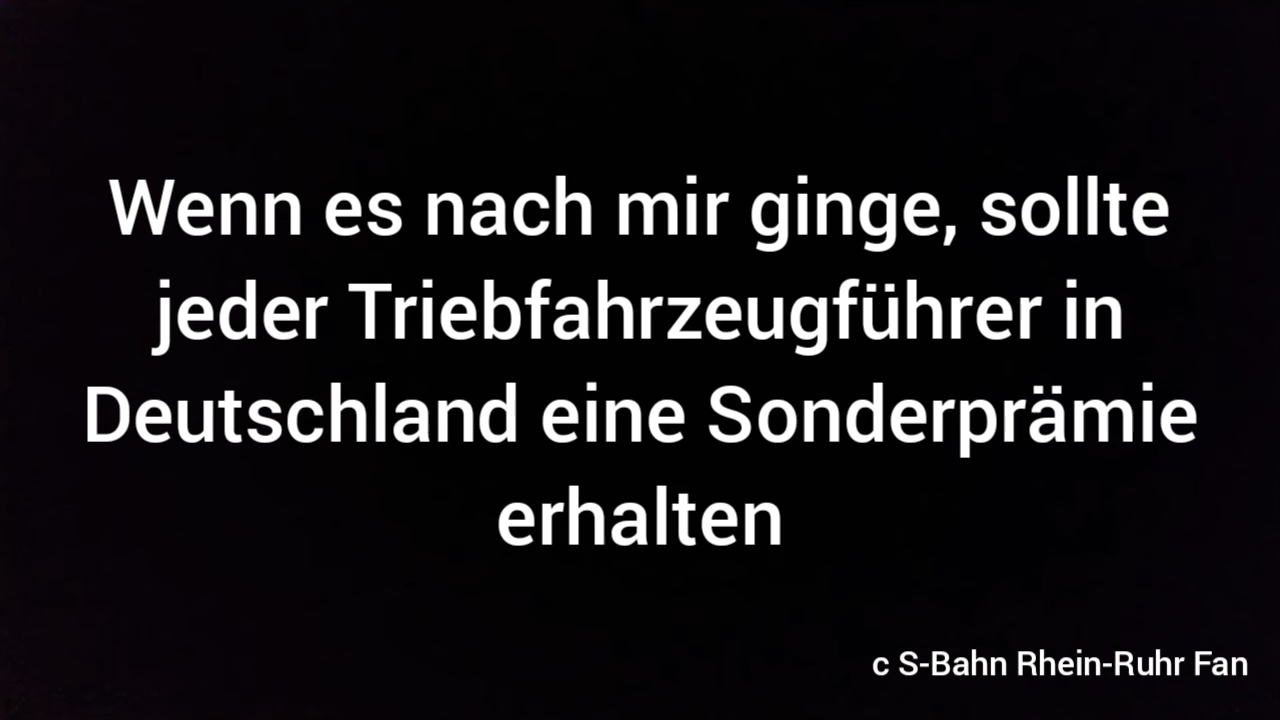 Wenn es nach mir ginge, sollte
jeder Triebfahrzeugführer in
Deutschland eine Sonderprämie
erhalten
c S-Bahn Rhein-Ruhr Fan